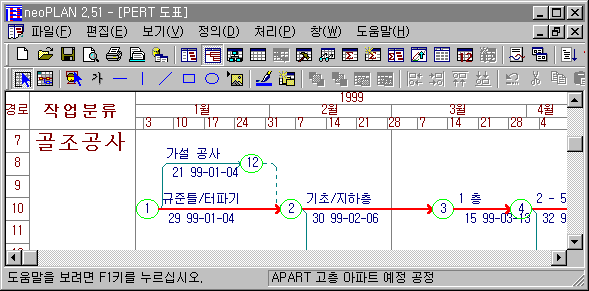 neoPLAN 2,51 - [PERT 도표]
파일(F) 편집(E) 보기(V) 정의(D) 처리(P) 창(W) 도움말(H)
12
가
경로 작업분류 1999
1월 2월 3월 4월
3 10 17 24 31 7 14 21 28 7 14 21 28 4
7 골조공사
8 가설 공사 12
21 99-01-04
9
10 1 규준틀/터파기 2 기초/지하층 3 1 층 4 2 - 5
29 99-01-04 30 99-02-06 15 99-03-13 32 9
11
도움말을 보려면 F1키를 누르십시오, APART 고층 아파트 예정 공정